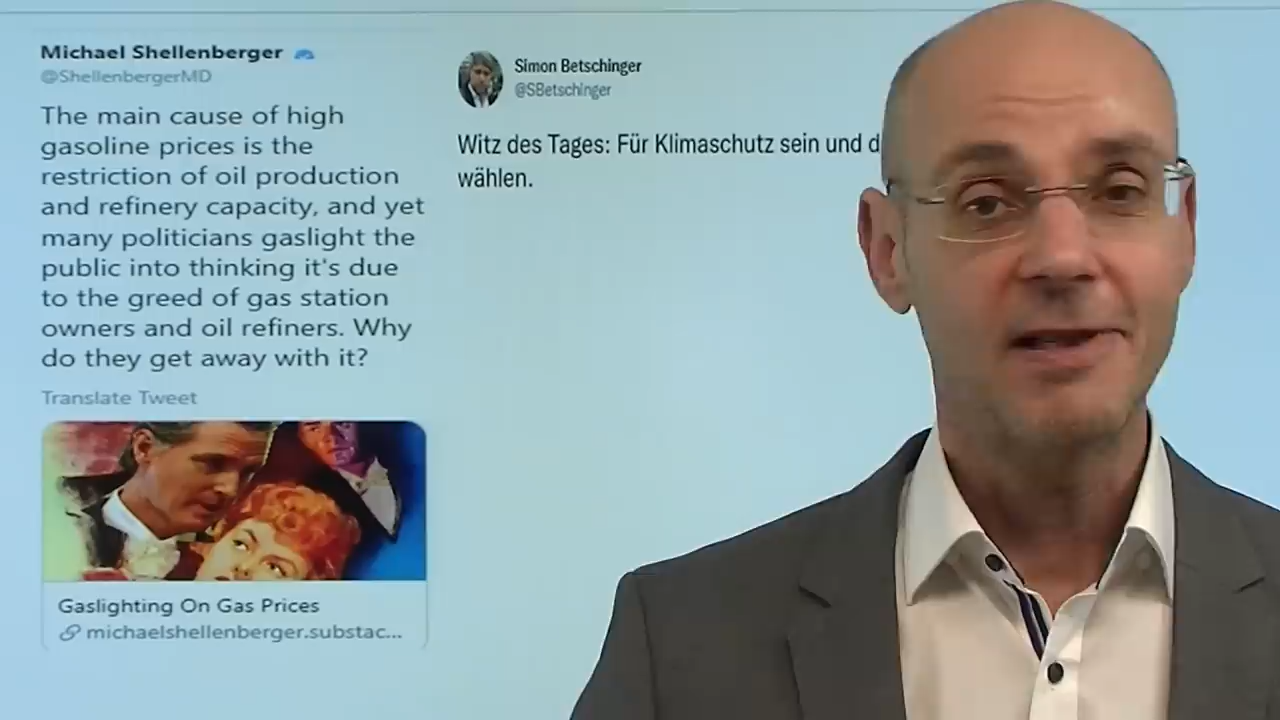 Michael Shellenberger
@ShellenbergerMD
The main cause of high
gasoline prices is the
restriction of oil production
and refinery capacity, and yet
many politicians gaslight the
public into thinking it's due
to the greed of gas station
owners and oil refiners. Why
do they get away with it?
Translate Tweet
Gaslighting On Gas Prices
michaelshellenberger.substac...
Simon Betschinger
@SBetschinger
Witz des Tages: Für Klimaschutz sein und
wählen.